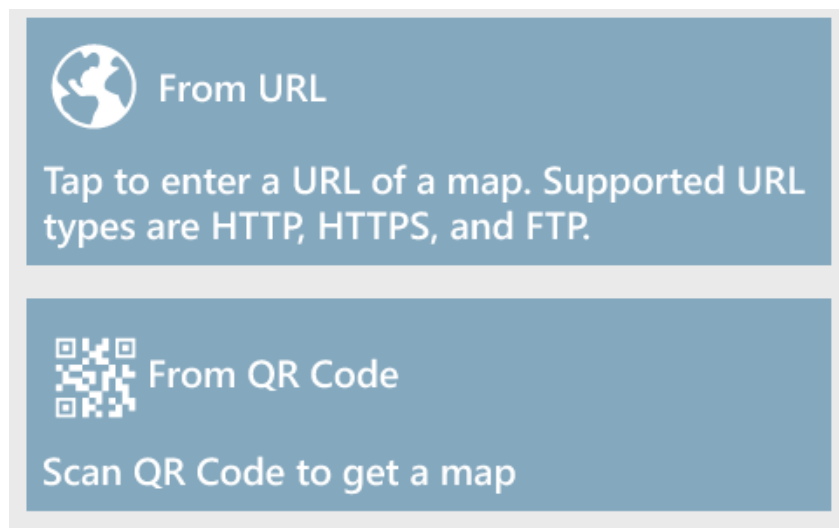 From URL
Tap to enter a URL of a map. Supported URL
types are HTTP, HTTPS, and FTP.
From QR Code
Scan QR Code to get a map